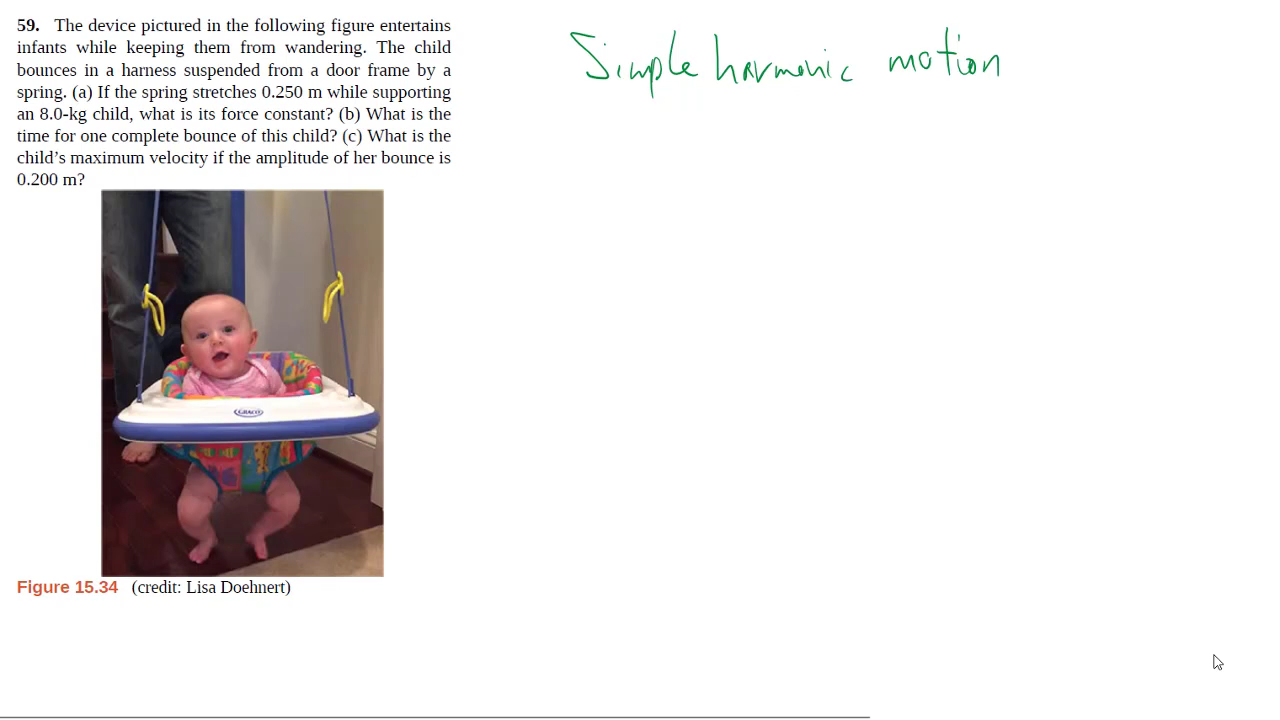 59. The device pictured in the following figure entertains
infants while keeping them from wandering. The child
bounces in a harness suspended from a door frame by a
spring. (a) If the spring stretches 0.250 m while supporting
an 8.0-kg child, what is its force constant? (b) What is the
time for one complete bounce of this child? (c) What is the
child's maximum velocity if the amplitude of her bounce is
0.200 m?
Simple harmonic motion
GRACO
Figure 15.34 (credit: Lisa Doehnert)